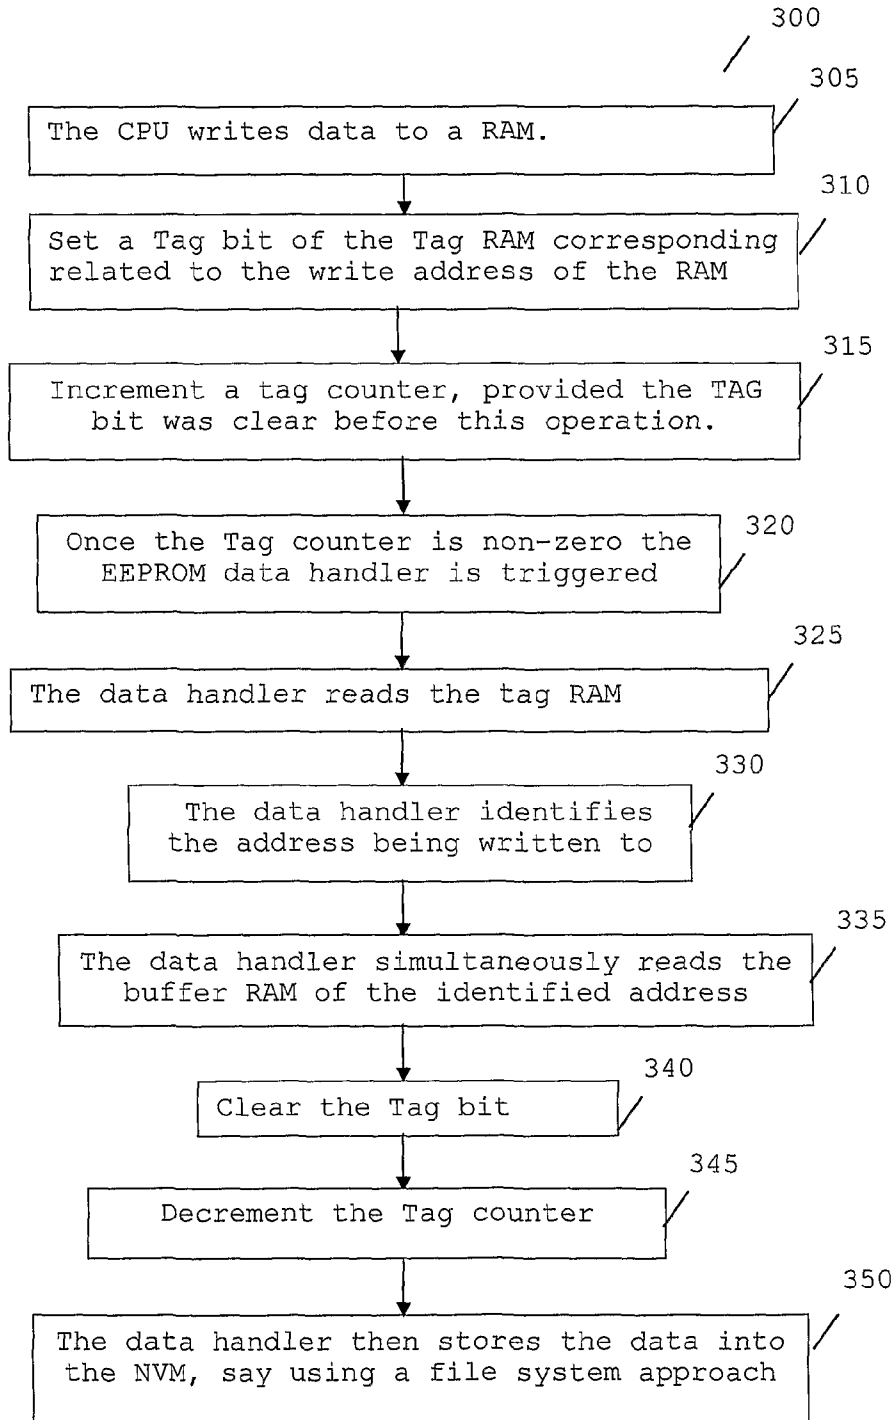 300
305
The CPU writes data to a RAM.
310
Set a Tag bit of the Tag RAM corresponding
related to the write address of the RAM
315
Increment a tag counter, provided the TAG
bit was clear before this operation.
320
Once the Tag counter is non-zero the
EEPROM data handler is triggered
325
The data handler reads the tag RAM
330
The data handler identifies
the address being written to
335
The data handler simultaneously reads the
buffer RAM of the identified address
340
Clear the Tag bit
345
Decrement the Tag counter
350
The data handler then stores the data into
the NVM, say using a file system approach